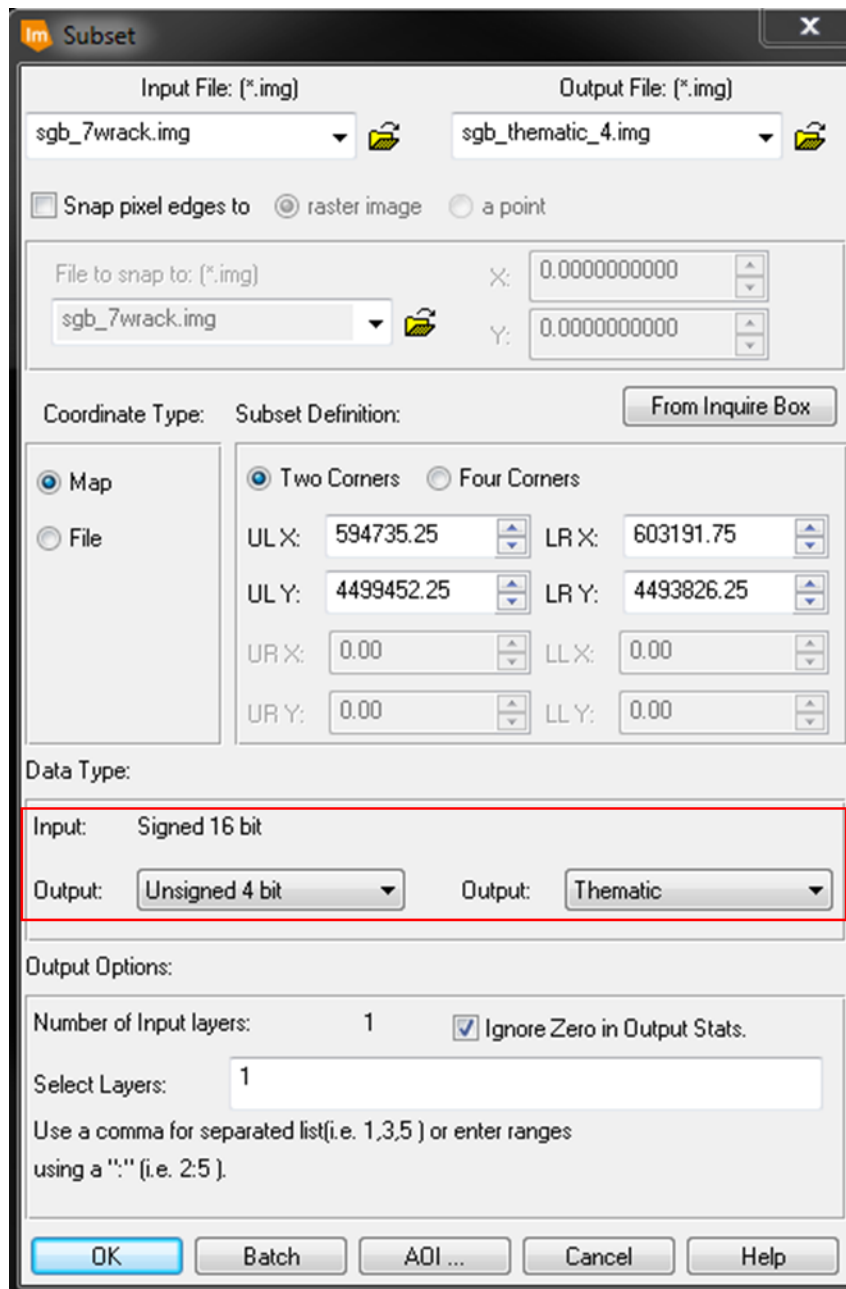 Im Subset
Input File: (*.img) Output File: (*.img)
sgb_7wrack.img sgb_thematic_4.img
Snap pixel edges to raster image a point
File to snap to: (*.img) X: 0.0000000000
sgb_7wrack.img Y: 0.0000000000
From Inquire Box
Coordinate Type: Subset Definition:
Map Two Corners Four Corners
File UL X: 594735.25 LR X: 603191.75
UL Y: 4499452.25 LR Y: 4493826.25
UR X: 0.00 LL X: 0.00
UR Y: 0.00 LL Y: 0.00
Data Type:
Input: Signed 16 bit
Output: Unsigned 4 bit Output: Thematic
Output Options:
Number of Input layers: 1 Ignore Zero in Output Stats.
Select Layers: 1
Use a comma for separated list(i.e. 1,3,5 ) or enter ranges
using a ":" (i.e. 2:5 ).
OK Batch AOI ... Cancel Help